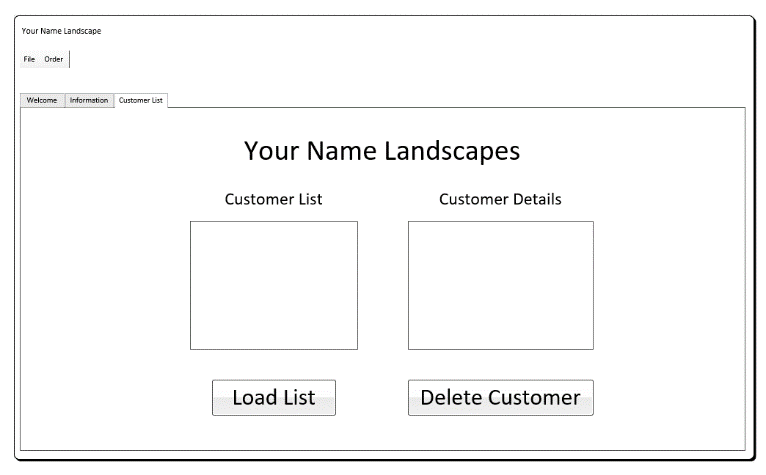 Your Name Landscape
File Order
Welcome Information Customer List
Your Name Landscapes
Customer List Customer Details
Load List Delete Customer